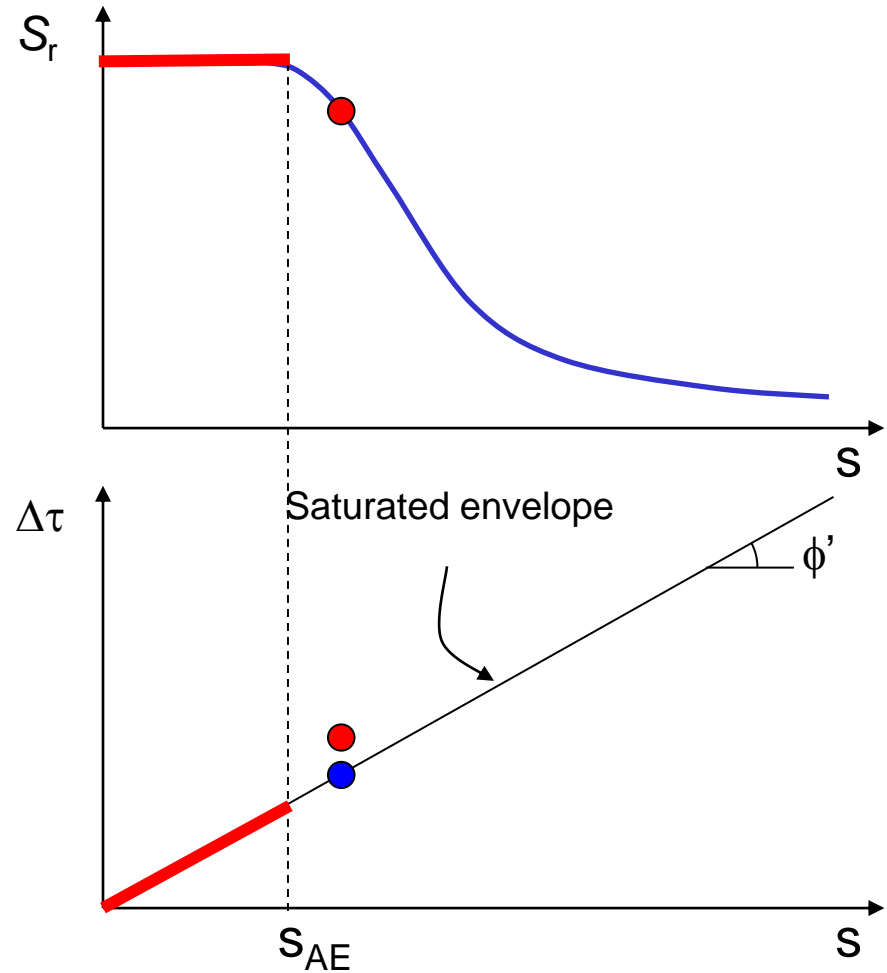 Sr
s
Δτ
Saturated envelope
ϕ’
sAE
s